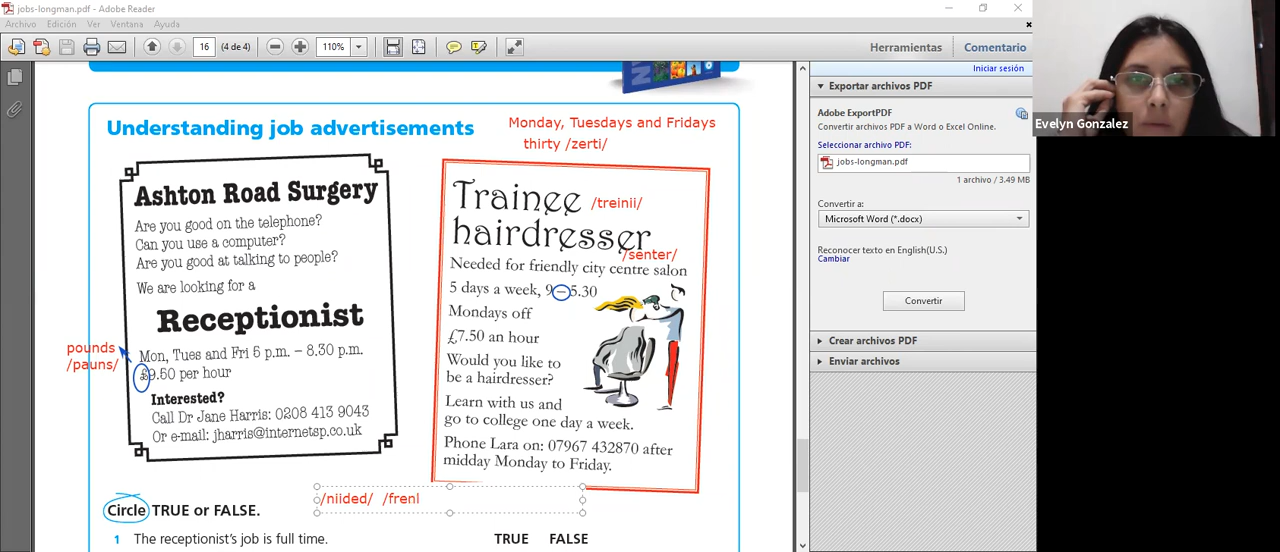 jobs-longman.pdf - Adobe Reader
Archivo Edición Ver Ventana Ayuda
16 (4 de 4) 110% Herramientas Comentario
Iniciar sesión
Exportar archivos PDF
Adobe ExportPDF
Convertir archivos PDF a Word o Excel Online.
Seleccionar archivo PDF:
jobs-longman.pdf
1 archivo / 3.49 MB
Convertir a:
Microsoft Word (*.docx)
Reconocer texto en English(U.S.)
Cambiar
Convertir
Crear archivos PDF
Enviar archivos
Evelyn Gonzalez
Understanding job advertisements
Monday, Tuesdays and Fridays
thirty /zerti/
Ashton Road Surgery
Are you good on the telephone?
Can you use a computer?
Are you good at talking to people?
We are looking for a
Receptionist
pounds
/pauns/
Mon, Tues and Fri 5 p.m. – 8.30 p.m.
£9.50 per hour
Interested?
Call Dr Jane Harris: 0208 413 9043
Or e-mail: jharris@internetsp.co.uk
Trainee /treinii/
hairdresser
/senter/
Needed for friendly city centre salon
5 days a week, 9–5.30
Mondays off
£7.50 an hour
Would you like to
be a hairdresser?
Learn with us and
go to college one day a week.
Phone Lara on: 07967 432870 after
midday Monday to Friday.
/niided/ /frenl
Circle TRUE or FALSE.
1 The receptionist's job is full time. TRUE FALSE